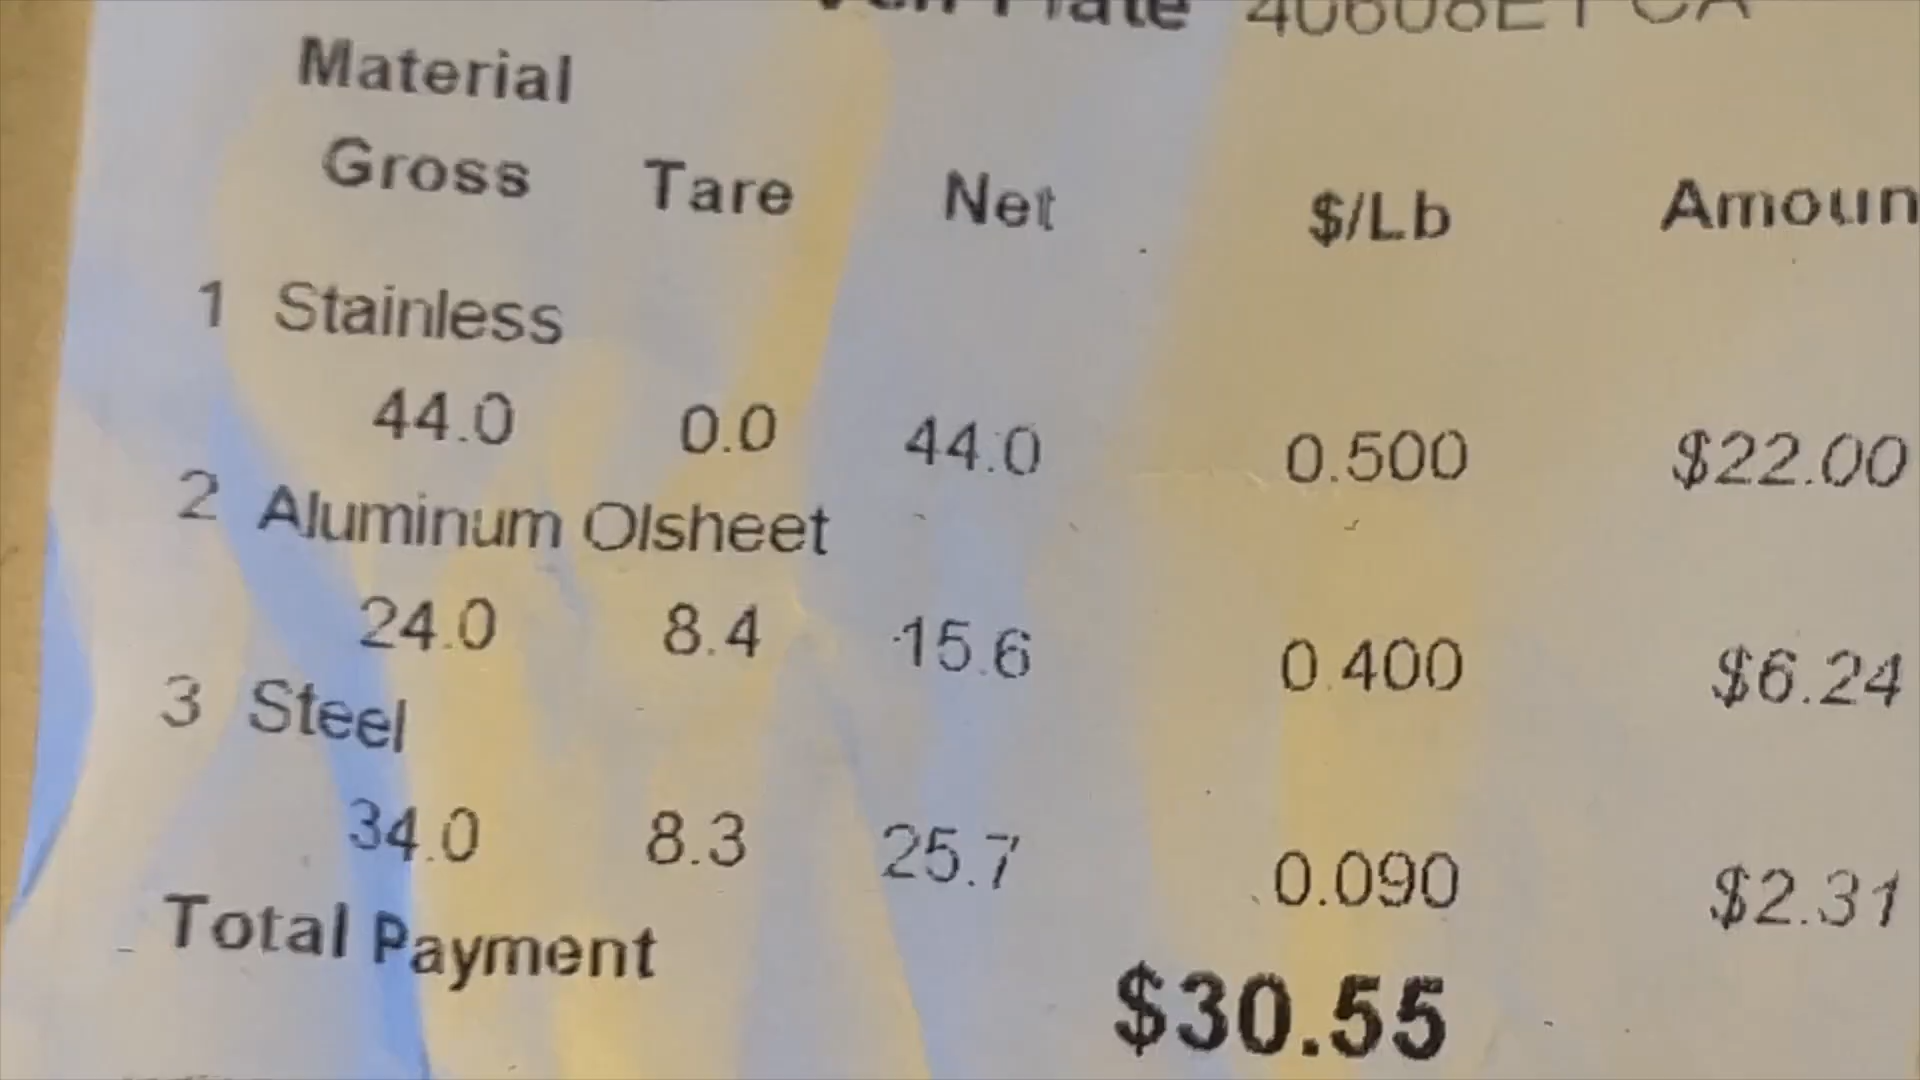 Plate
Material
Gross Tare Net $/Lb Amoun
1 Stainless
44.0 0.0 44.0 0.500 $22.00
2 Aluminum Olsheet
24.0 8.4 15.6 0.400 $6.24
3 Steel
34.0 8.3 25.7 0.090 $2.31
Total Payment
$30.55